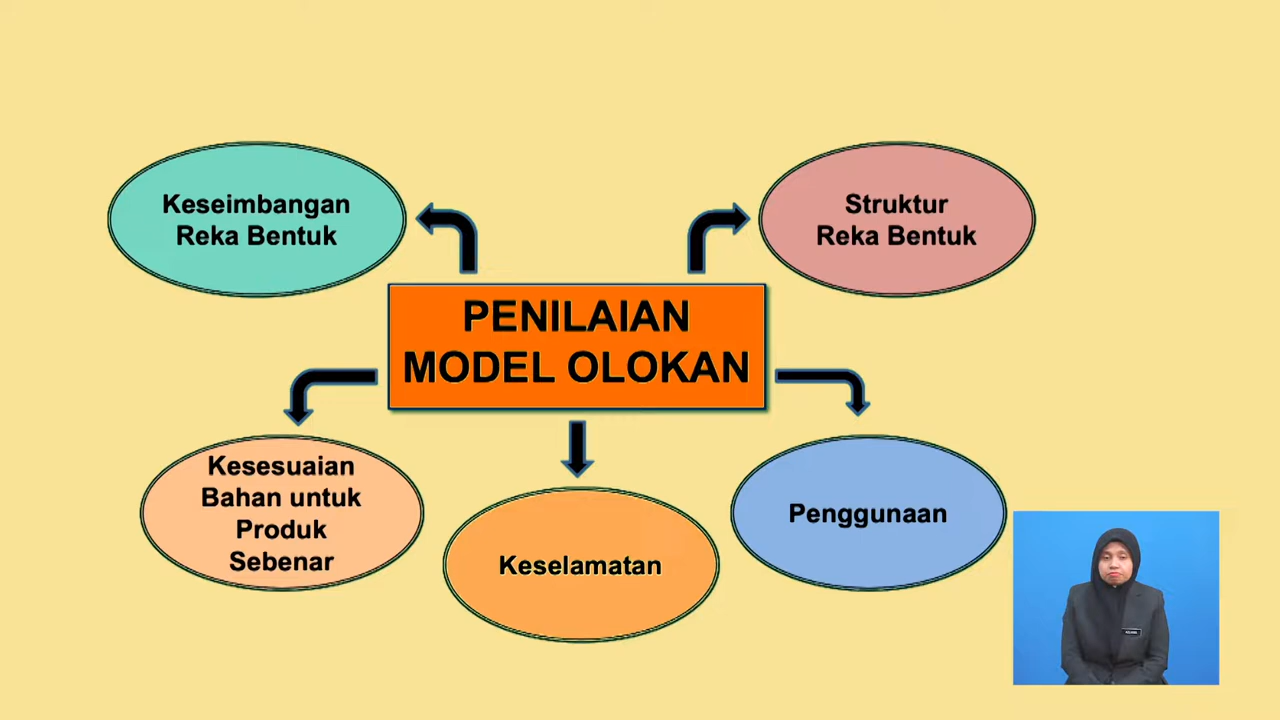 Keseimbangan
Reka Bentuk
Struktur
Reka Bentuk
PENILAIAN
MODEL OLOKAN
Kesesuaian
Bahan untuk
Produk
Sebenar
Keselamatan
Penggunaan